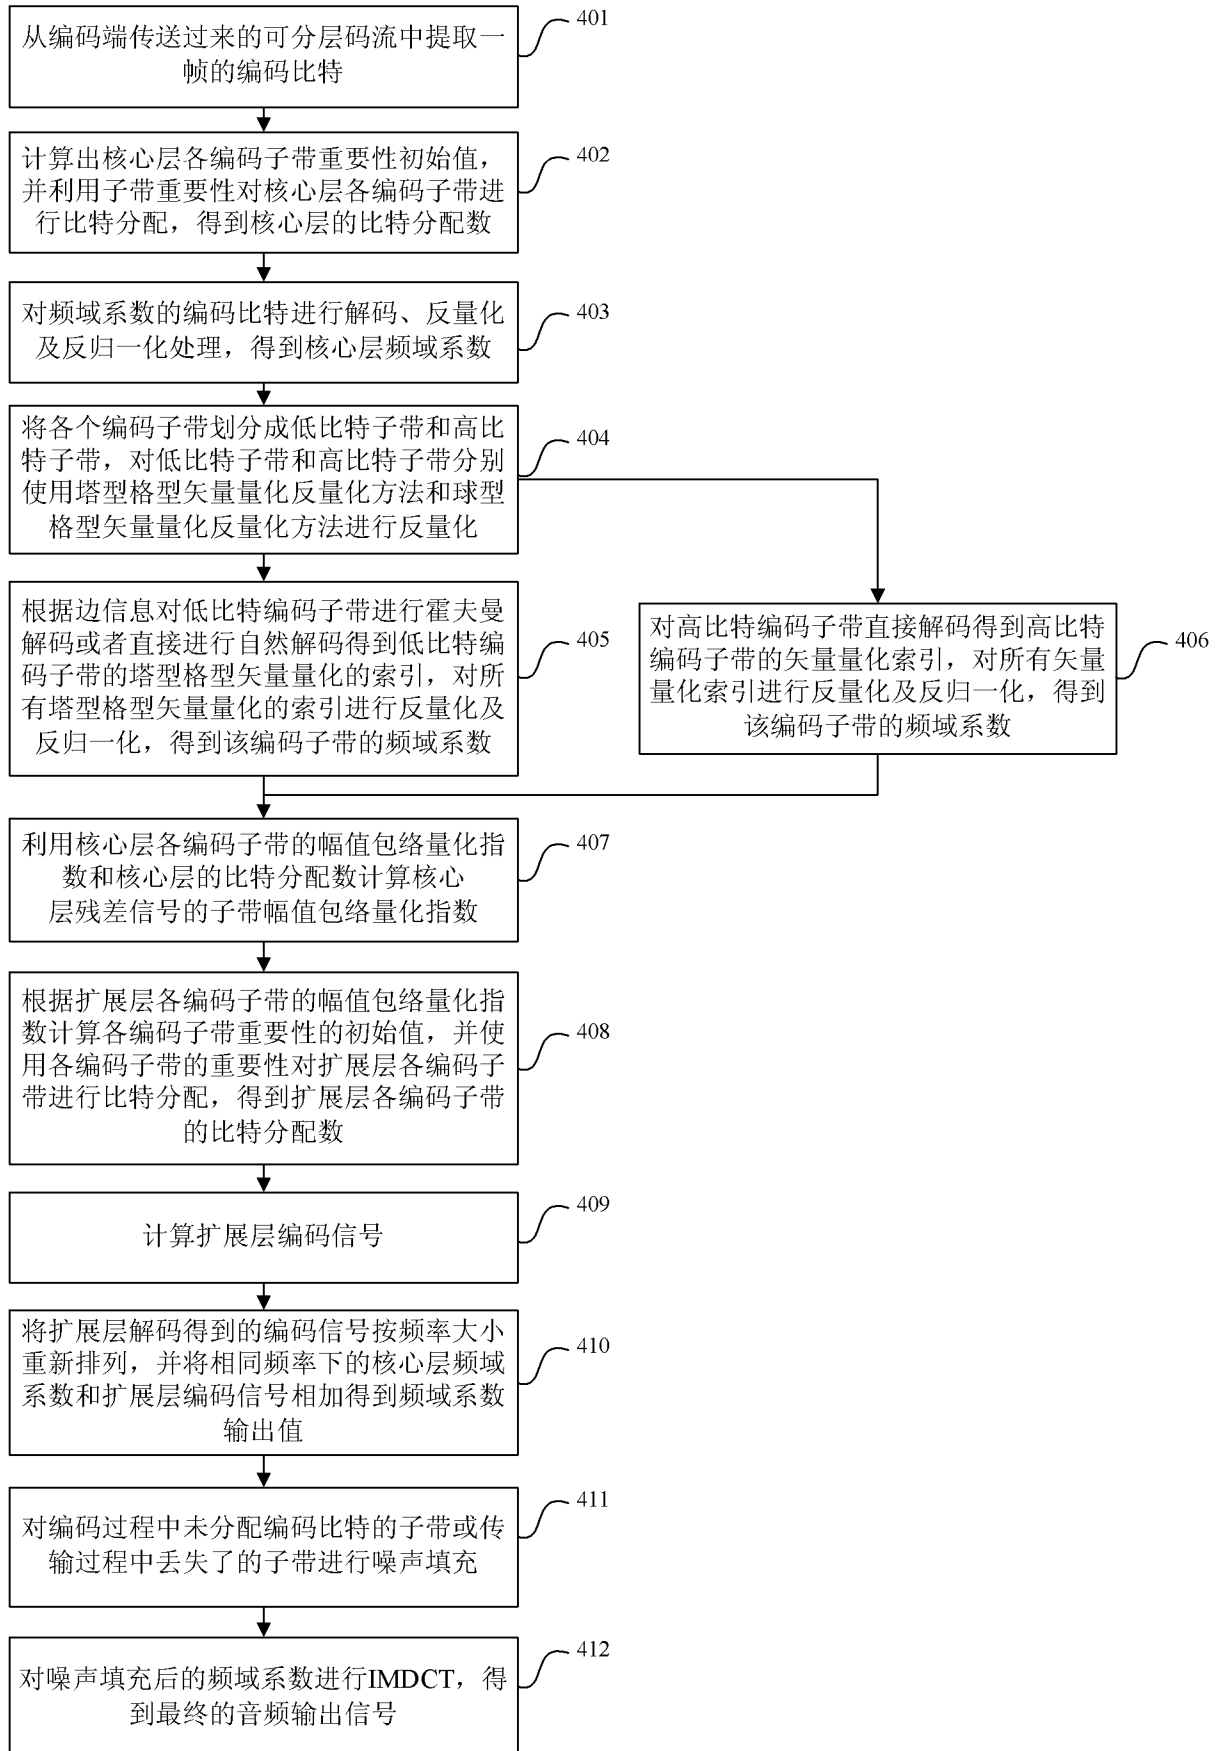 从编码端传送过来的可分层码流中提取一
帧的编码比特
401
计算出核心层各编码子带重要性初始值，
并利用子带重要性对核心层各编码子带进
行比特分配，得到核心层的比特分配数
402
对频域系数的编码比特进行解码、反量化
及反归一化处理，得到核心层频域系数
403
将各个编码子带划分成低比特子带和高比
特子带，对低比特子带和高比特子带分别
使用塔型格型矢量量化反量化方法和球型
格型矢量量化反量化方法进行反量化
404
根据边信息对低比特编码子带进行霍夫曼
解码或者直接进行自然解码得到低比特编
码子带的塔型格型矢量量化的索引，对所
有塔型格型矢量量化的索引进行反量化及
反归一化，得到该编码子带的频域系数
405
对高比特编码子带直接解码得到高比特
编码子带的矢量量化索引，对所有矢量
量化索引进行反量化及反归一化，得到
该编码子带的频域系数
406
利用核心层各编码子带的幅值包络量化指
数和核心层的比特分配数计算核心
层残差信号的子带幅值包络量化指数
407
根据扩展层各编码子带的幅值包络量化指
数计算各编码子带重要性的初始值，并使
用各编码子带的重要性对扩展层各编码子
带进行比特分配，得到扩展层各编码子带
的比特分配数
408
计算扩展层编码信号
409
将扩展层解码得到的编码信号按频率大小
重新排列，并将相同频率下的核心层频域
系数和扩展层编码信号相加得到频域系数
输出值
410
对编码过程中未分配编码比特的子带或传
输过程中丢失了的子带进行噪声填充
411
对噪声填充后的频域系数进行IMDCT，得
到最终的音频输出信号
412